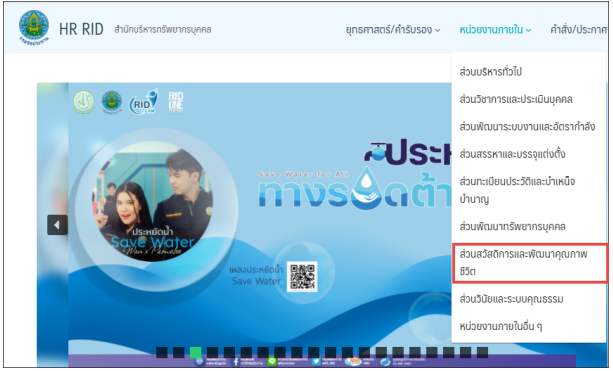 HR RID สำนักบริหารทรัพยากรบุคคล
ยุทธศาสตร์/คำรับรอง
หน่วยงานภายใน
คำสั่ง/ประกาศ
ส่วนบริหารทั่วไป
ส่วนวิชาการและประเมินบุคคล
ส่วนพัฒนาระบบงานและอัตรากำลัง
ส่วนสรรหาและบรรจุแต่งตั้ง
ส่วนทะเบียนประวัติและบำเหน็จ
บำนาญ
ส่วนพัฒนาทรัพยากรบุคคล
ส่วนสวัสดิการและพัฒนาคุณภาพ
ชีวิต
ส่วนวินัยและระบบคุณธรรม
หน่วยงานภายในอื่น ๆ
RID
TEAM
RID
ประห
Save Water for All
ทางรอดต้า
ประหยัดน้ำ
Save Water
เพลงประหยัดน้ำ
Save Water